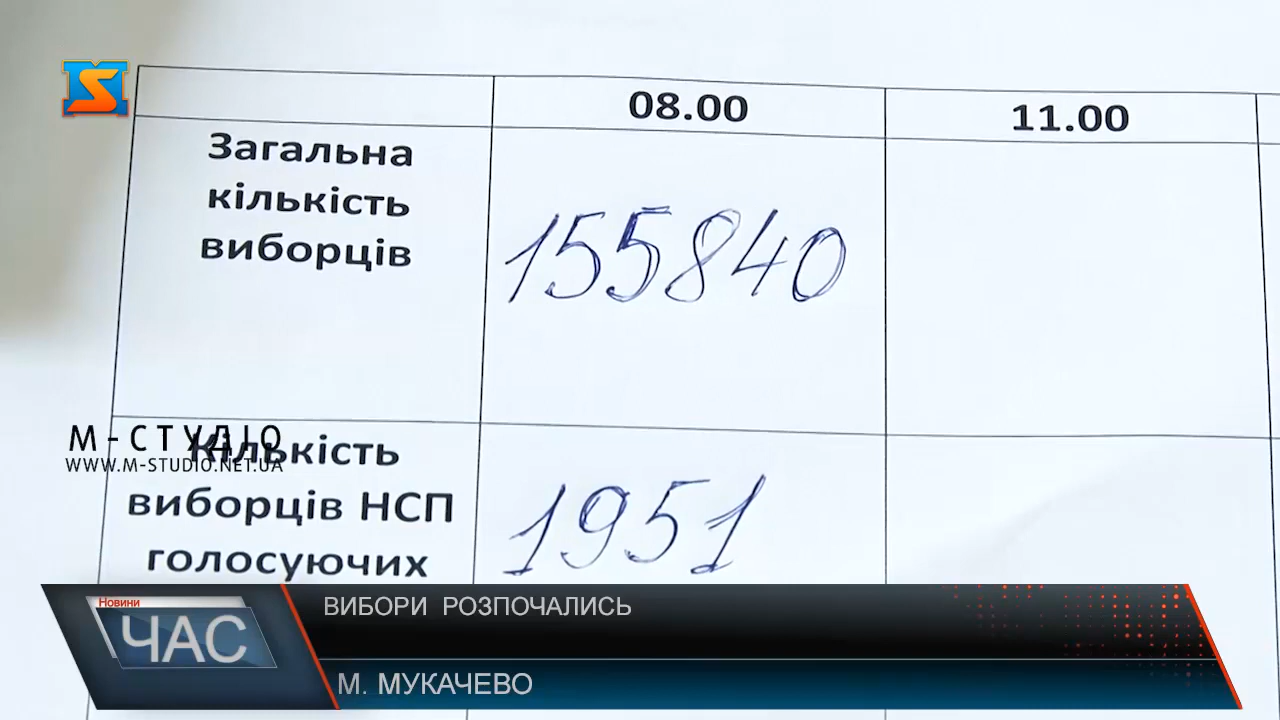 08.00
11.00
Загальна
кількість
виборців
155840
М-СТУДІО
WWW.M-STUDIO.NET.UA
Кількість
виборців НСП
голосуючих
1951
Новини
ЧАС
ВИБОРИ РОЗПОЧАЛИСЬ
М. МУКАЧЕВО